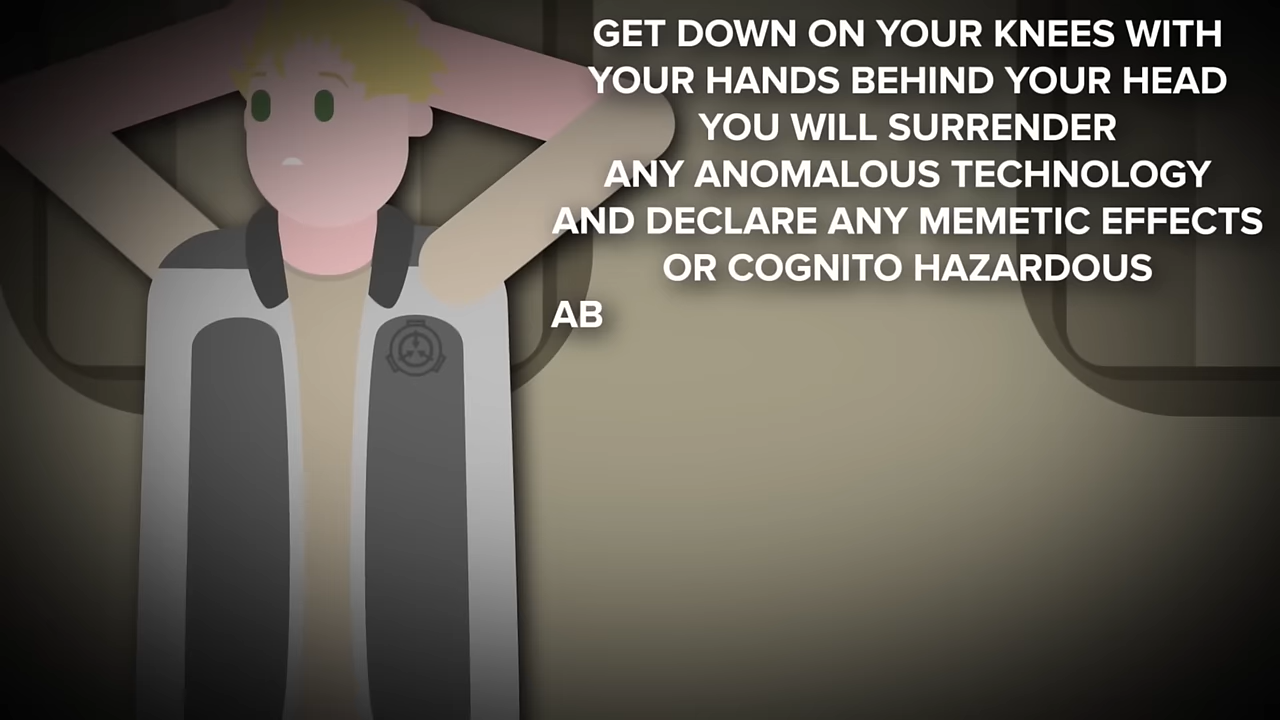 GET DOWN ON YOUR KNEES WITH
YOUR HANDS BEHIND YOUR HEAD
YOU WILL SURRENDER
ANY ANOMALOUS TECHNOLOGY
AND DECLARE ANY MEMETIC EFFECTS
OR COGNITO HAZARDOUS
AB